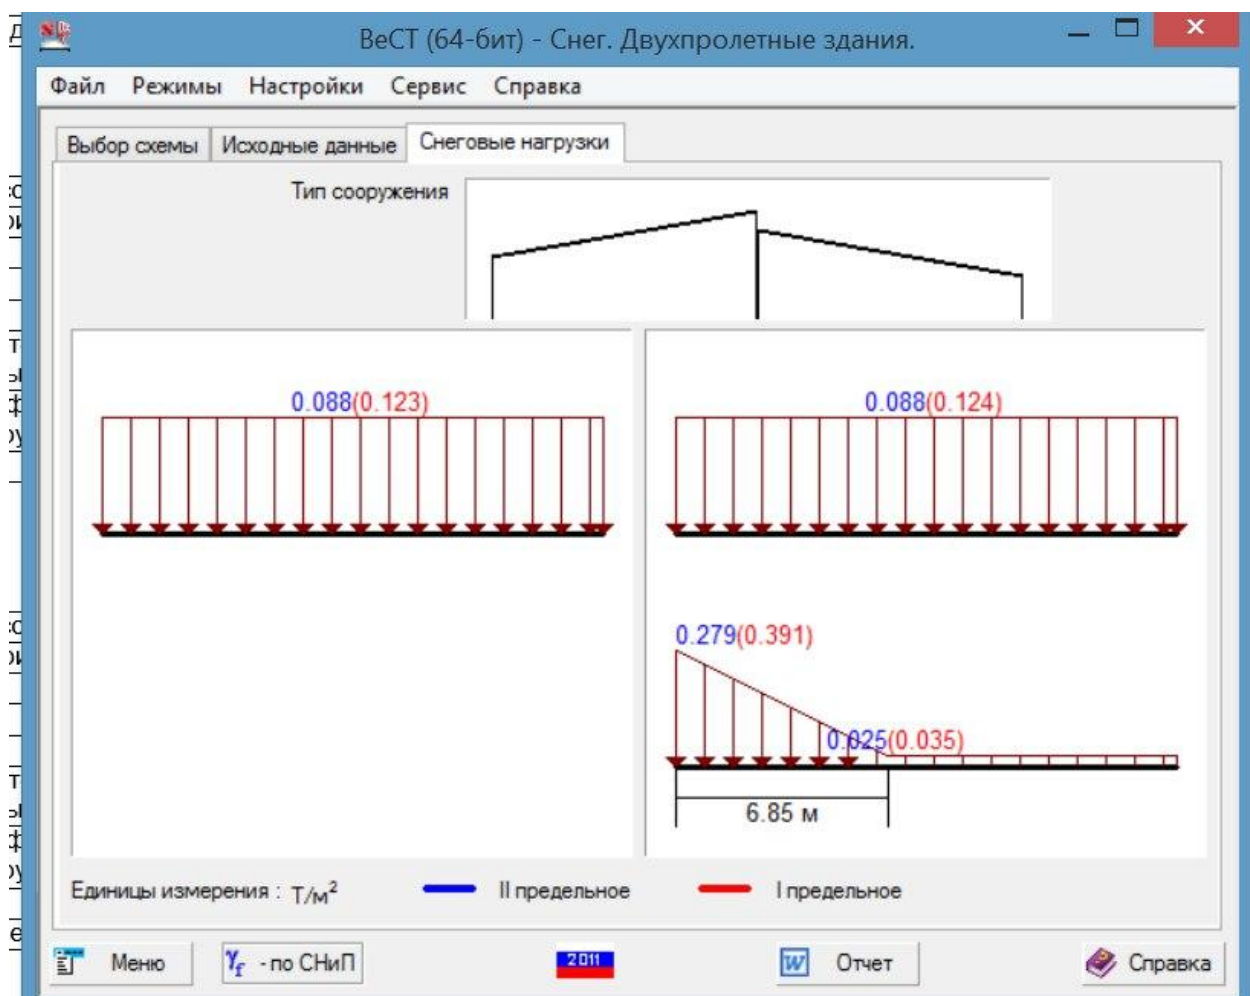 ВеСТ (64-бит) - Снег. Двухпролетные здания.
Файл Режимы Настройки Сервис Справка
Выбор схемы Исходные данные Снеговые нагрузки
Тип сооружения
0.088(0.123) 0.088(0.124)
0.279(0.391)
0.025(0.035)
6.85 м
Единицы измерения : Т/м² II предельное I предельное
Меню γf - по СНиП 2011 W Отчет Справка